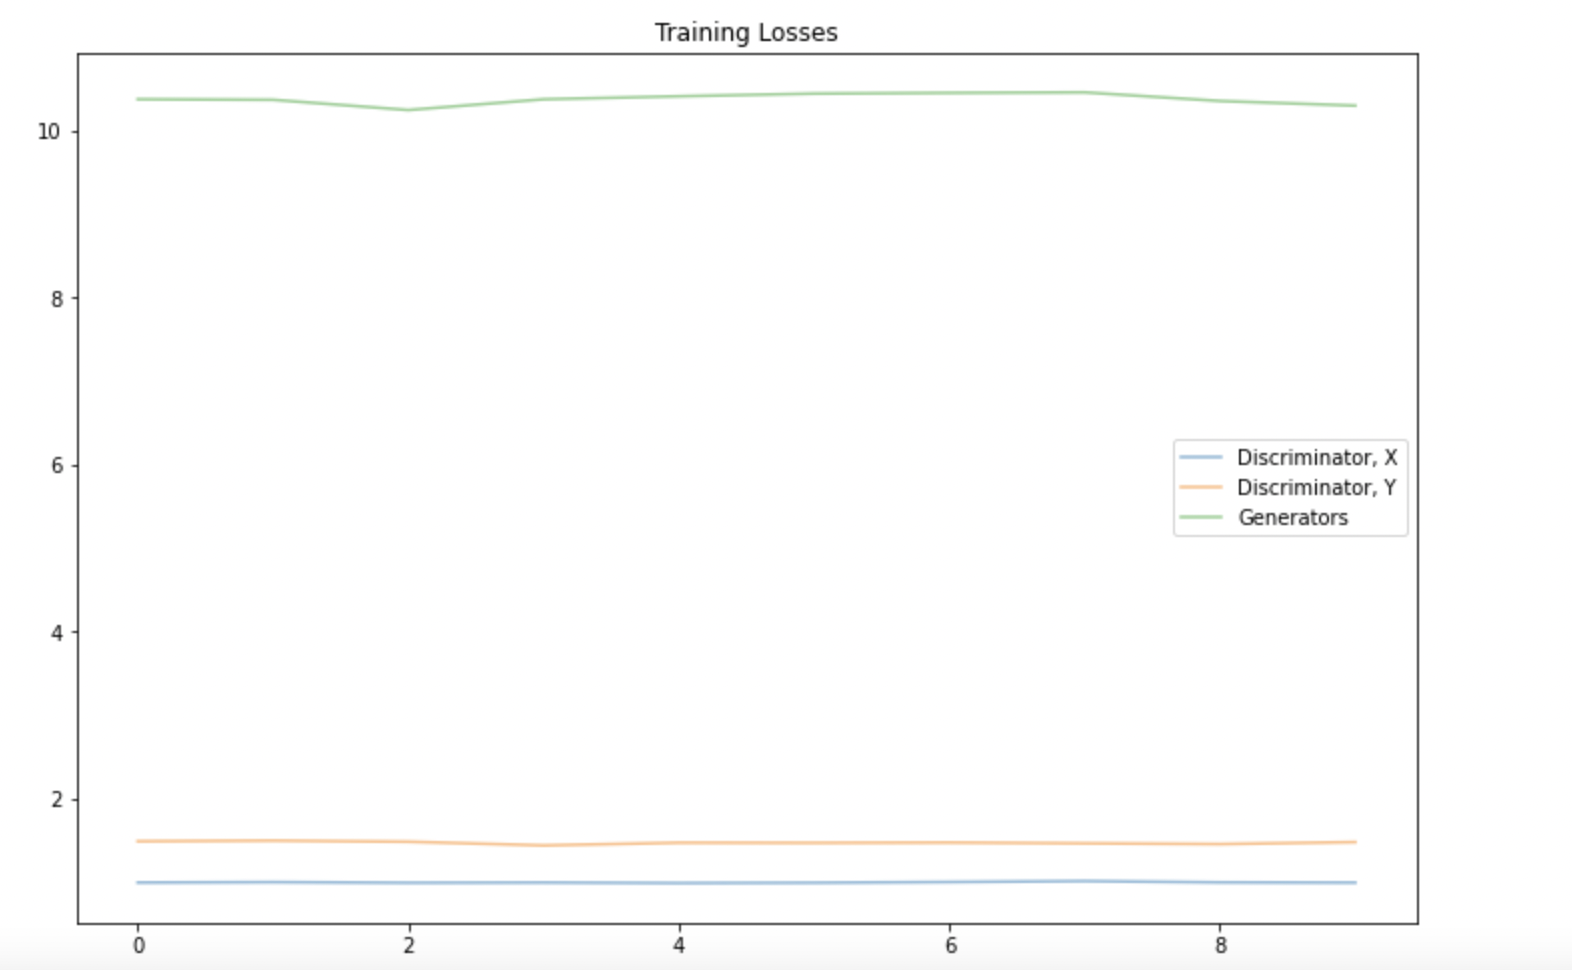 Training Losses
10
8
6
4
2
Discriminator, X
Discriminator, Y
Generators
0 2 4 6 8